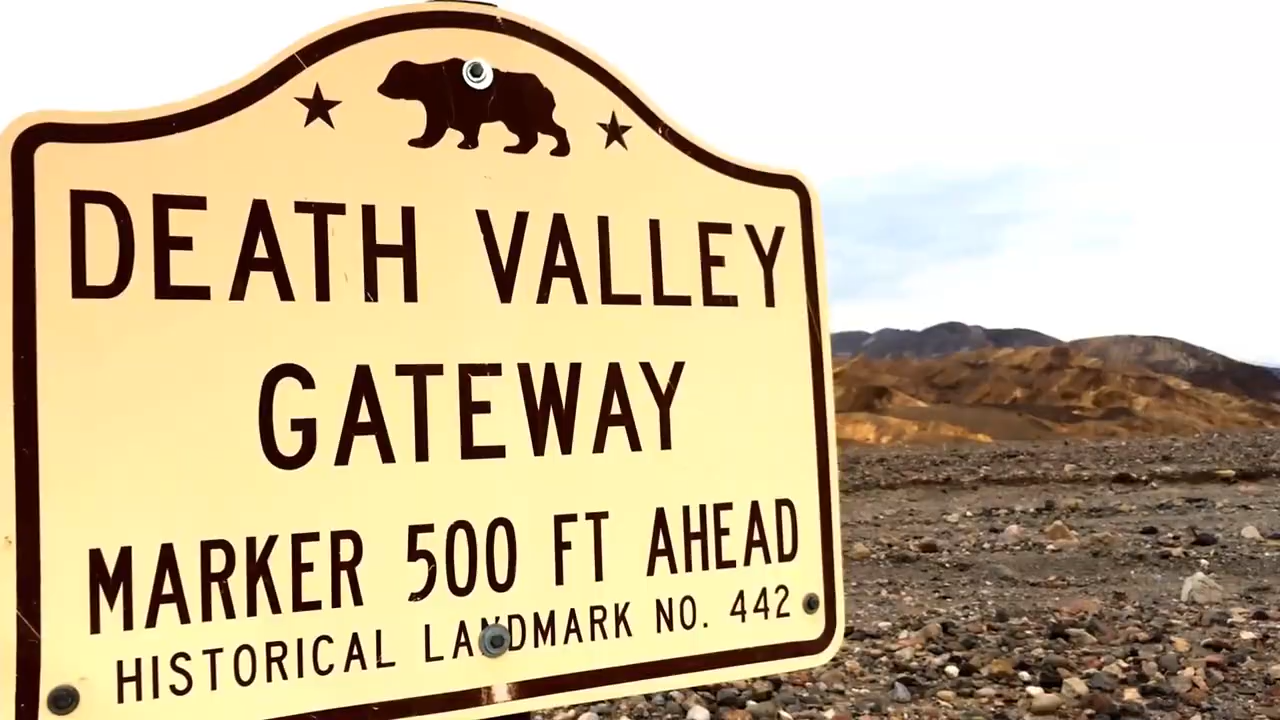 DEATH VALLEY
GATEWAY
MARKER 500 FT AHEAD
HISTORICAL LANDMARK NO. 442